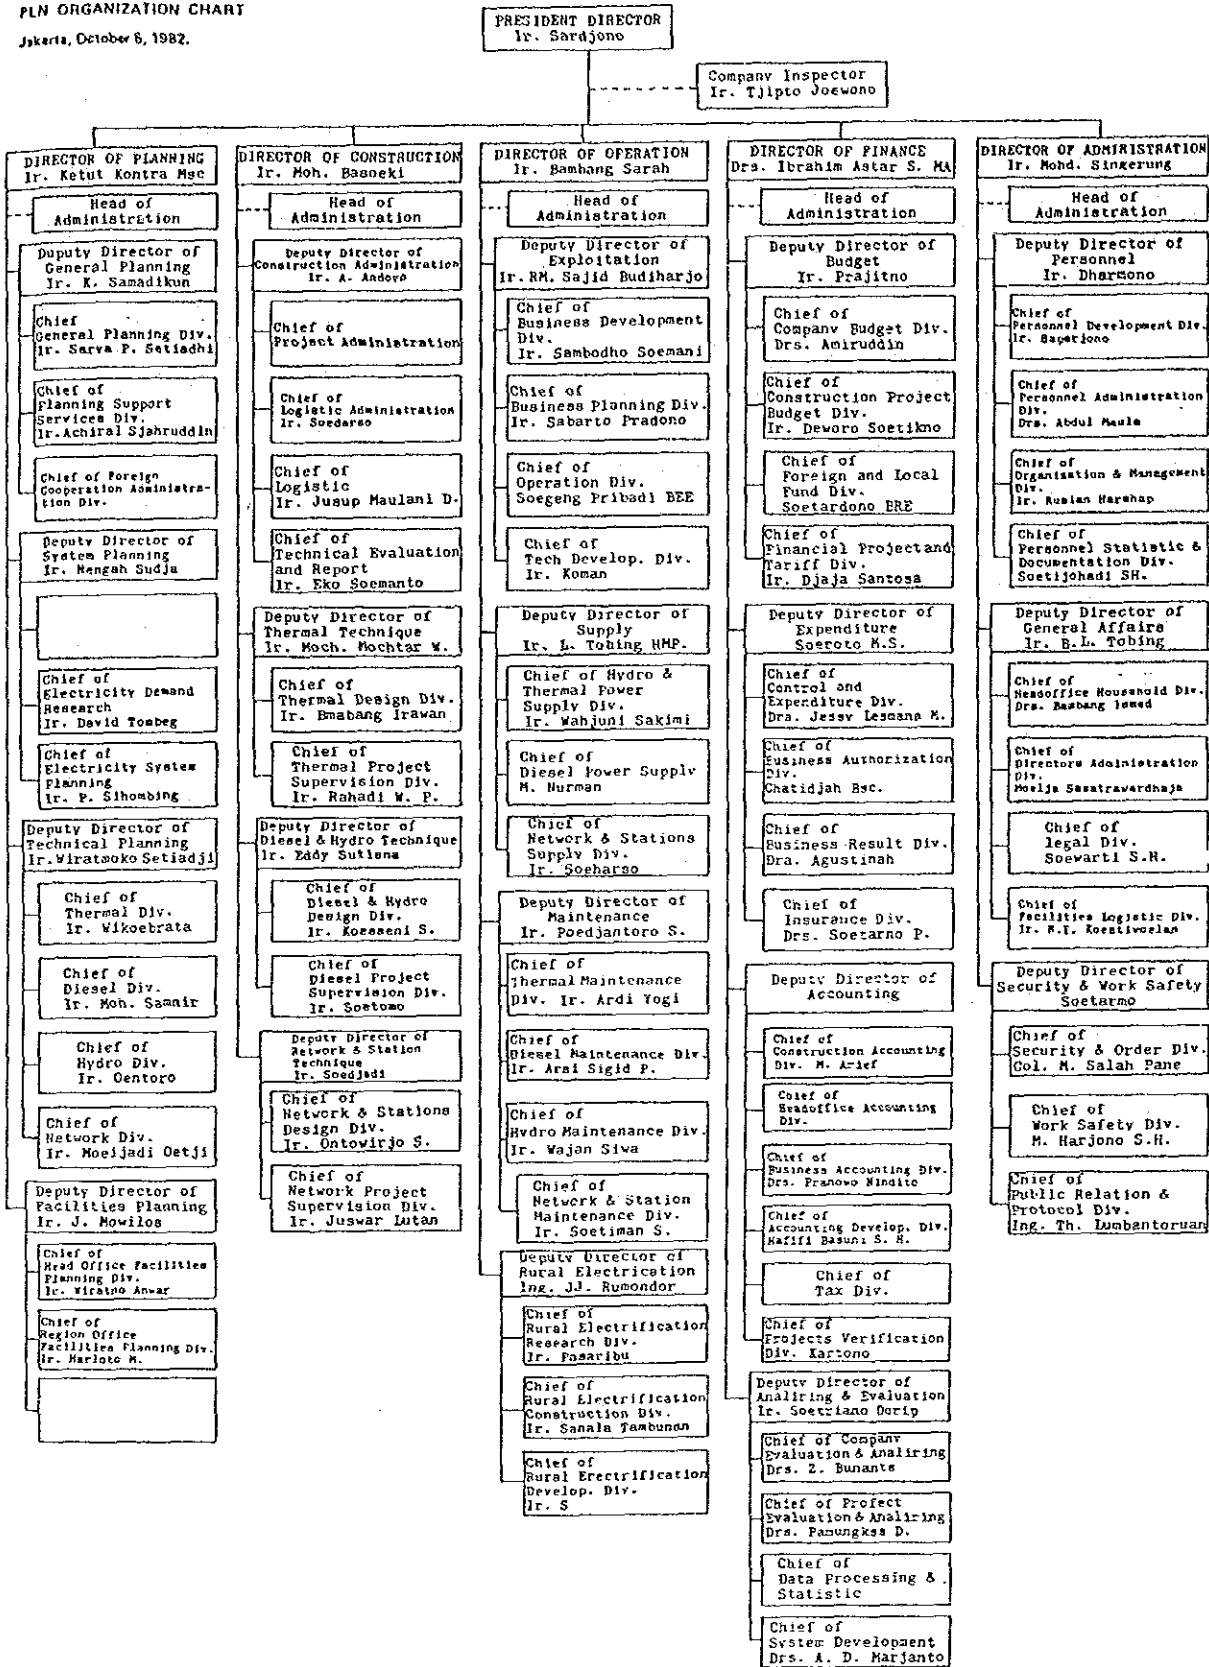 PLN ORGANIZATION CHART
Jakarta, October 6, 1982.
PRESIDENT DIRECTOR
Ir. Sardjono
Company Inspector
Ir. Tjipto Joewono
DIRECTOR OF PLANNING
Ir. Ketut Kontra Msc
Head of
Administration
Duputy Director of
General Planning
Ir. K. Samadikun
Chief
General Planning Div.
Ir. Sarva P. Setiadhi
Chief of
Planning Support
Services Div.
Ir. Achiral Sjahruddin
Chief of Foreign
Cooperation Administra-
tion Div.
Deputy Director of
System Planning
Ir. Nengah Sudja
Chief of
Electricity Demand
Research
Ir. David Tombeg
Chief of
Electricity System
Planning
Ir. P. Sihombing
Deputy Director of
Technical Planning
Ir. Wiratmoko Setiadji
Chief of
Thermal Div.
Ir. Wikoebrata
Chief of
Diesel Div.
Ir. Moh. Samnir
Chief of
Hydro Div.
Ir. Oentoro
Chief of
Network Div.
Ir. Moeijadi Oetji
Deputy Director of
Facilities Planning
Ir. J. Mowilos
Chief of
Head Office Facilities
Planning Div.
Ir. Wiratno Anwar
Chief of
Region Office
Facilities Planning Div.
Ir. Harloto M.
DIRECTOR OF CONSTRUCTION
Ir. Moh. Basoeki
Head of
Administration
Deputy Director of
Construction Administration
Ir. A. Andoro
Chief of
Project Administration
Chief of
Logistic Administration
Ir. Soedarso
Chief of
Logistic
Ir. Jusup Maulani D.
Chief of
Technical Evaluation
and Report
Ir. Eko Soemanto
Deputy Director of
Thermal Technique
Ir. Moch. Mochtar W.
Chief of
Thermal Design Div.
Ir. Bmabang Irawan
Chief of
Thermal Project
Supervision Div.
Ir. Rahadi W. P.
Deputy Director of
Diesel & Hydro Technique
Ir. Eddy Sutisna
Chief of
Diesel & Hydro
Design Div.
Ir. Koesseni S.
Chief of
Diesel Project
Supervision Div.
Ir. Soetomo
Deputy Director of
Network & Station
Technique
Ir. Soedjadi
Chief of
Network & Stations
Design Div.
Ir. Ontowirjo S.
Chief of
Network Project
Supervision Div.
Ir. Juswar Lutan
DIRECTOR OF OPERATION
Ir. Bambang Sarah
Head of
Administration
Deputy Director of
Exploitation
Ir. RM. Sajid Budiharjo
Chief of
Business Development
Div.
Ir. Sambodho Soemani
Chief of
Business Planning Div.
Ir. Sabarto Pradono
Chief of
Operation Div.
Soegeng Pribadi BEE
Chief of
Tech Develop. Div.
Ir. Koman
Deputy Director of
Supply
Ir. L. Tobing HMP.
Chief of Hydro &
Thermal Power
Supply Div.
Ir. Wahjuni Sakimi
Chief of
Diesel Power Supply
M. Nurman
Chief of
Network & Stations
Supply Div.
Ir. Soeharso
Deputy Director of
Maintenance
Ir. Poedjantoro S.
Chief of
Thermal Maintenance
Div. Ir. Ardi Yogi
Chief of
Diesel Maintenance Div.
Ir. Arai Sigid P.
Chief of
Hydro Maintenance Div.
Ir. Wajan Siwa
Chief of
Network & Station
Maintenance Div.
Ir. Soetiman S.
Deputy Director of
Rural Electrication
Ing. JJ. Rumondor
Chief of
Rural Electrification
Research Div.
Ir. Pasaribu
Chief of
Rural Electrification
Construction Div.
Ir. Sanala Tambunan
Chief of
Rural Erectrification
Develop. Div.
Ir. S
DIRECTOR OF FINANCE
Drs. Ibrahim Astar S. MA
Head of
Administration
Deputy Director of
Budget
Ir. Prajitno
Chief of
Company Budget Div.
Drs. Amiruddin
Chief of
Construction Project
Budget Div.
Ir. Deworo Soetikno
Chief of
Foreign and Local
Fund Div.
Soetardono ERE
Chief of
Financial Project and
Tariff Div.
Ir. Djaja Santosa
Deputy Director of
Expenditure
Soeroto M.S.
Chief of
Control and
Expenditure Div.
Dra. Jessy Lesmana M.
Chief of
Business Authorization
Div.
Chatidjah Bsc.
Chief of
Business Result Div.
Dra. Agustinah
Chief of
Insurance Div.
Drs. Soetarno P.
Deputy Director of
Accounting
Chief of
Construction Accounting
Div. M. Arief
Chief of
Headoffice Accounting
Div.
Chief of
Business Accounting Div.
Drs. Pranowo Nindito
Chief of
Accounting Develop. Div.
Hafifi Basuni S. H.
Chief of
Tax Div.
Chief of
Projects Verification
Div. Kartono
Deputy Director of
Analiring & Evaluation
Ir. Soetriano Dorip
Chief of Company
Evaluation & Analiring
Drs. Z. Bunants
Chief of Profect
Evaluation & Analiring
Drs. Pamungkas D.
Chief of
Data Processing &
Statistic
Chief of
System Development
Drs. A. D. Marjanto
DIRECTOR OF ADMINISTRATION
Ir. Mohd. Singerung
Head of
Administration
Deputy Director of
Personnel
Ir. Dharmono
Chief of
Personnel Development Div.
Ir. Saperjono
Chief of
Personnel Administration
Div.
Drs. Abdul Maula
Chief of
Organization & Management
Div.
Ir. Ruslan Harahap
Chief of
Personnel Statistic &
Documentation Div.
Soetijohadi SH.
Deputy Director of
General Affairs
Ir. B.L. Tobing
Chief of
Headoffice Household Div.
Drs. Bambang
Chief of
Directors Administration
Div.
Moelja Sasatrawardhaja
Chief of
legal Div.
Soewarti S.H.
Chief of
Facilities Logistic Div.
Ir. R.I. Koestivoelan
Deputy Director of
Security & Work Safety
Soetarmo
Chief of
Security & Order Div.
Col. M. Salah Pane
Chief of
Work Safety Div.
M. Harjono S.H.
Chief of
Public Relation &
Protocol Div.
Ing. Th. Lumbantoruan